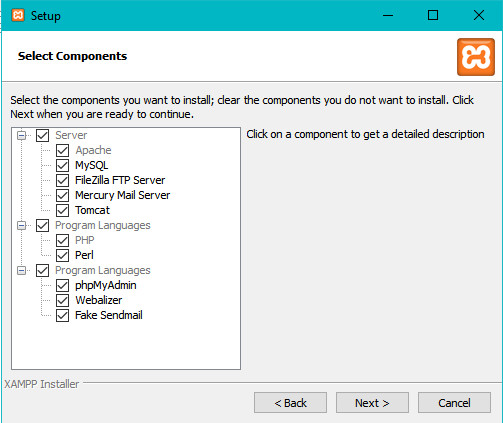 Setup
Select Components
Select the components you want to install; clear the components you do not want to install. Click
Next when you are ready to continue.
Click on a component to get a detailed description
Server
Apache
MySQL
FileZilla FTP Server
Mercury Mail Server
Tomcat
Program Languages
PHP
Perl
Program Languages
phpMyAdmin
Webalizer
Fake Sendmail
XAMPP Installer
< Back
Next >
Cancel